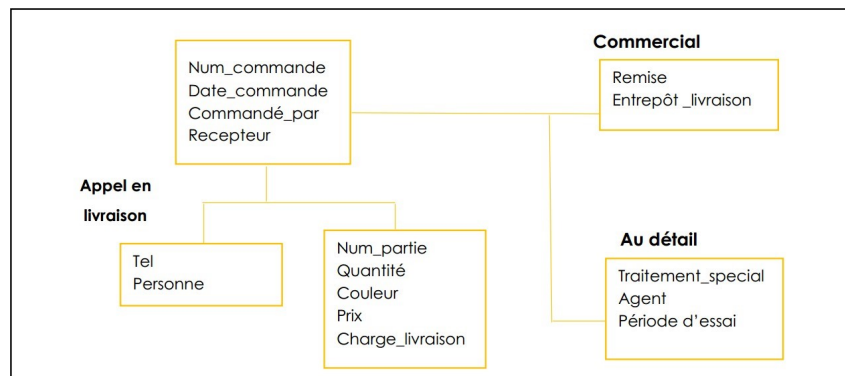 Num_commande
Date_commande
Commandé_par
Recepteur
Commercial
Remise
Entrepôt _livraison
Appel en
livraison
Tel
Personne
Num_partie
Quantité
Couleur
Prix
Charge_livraison
Au détail
Traitement_special
Agent
Période d’essai